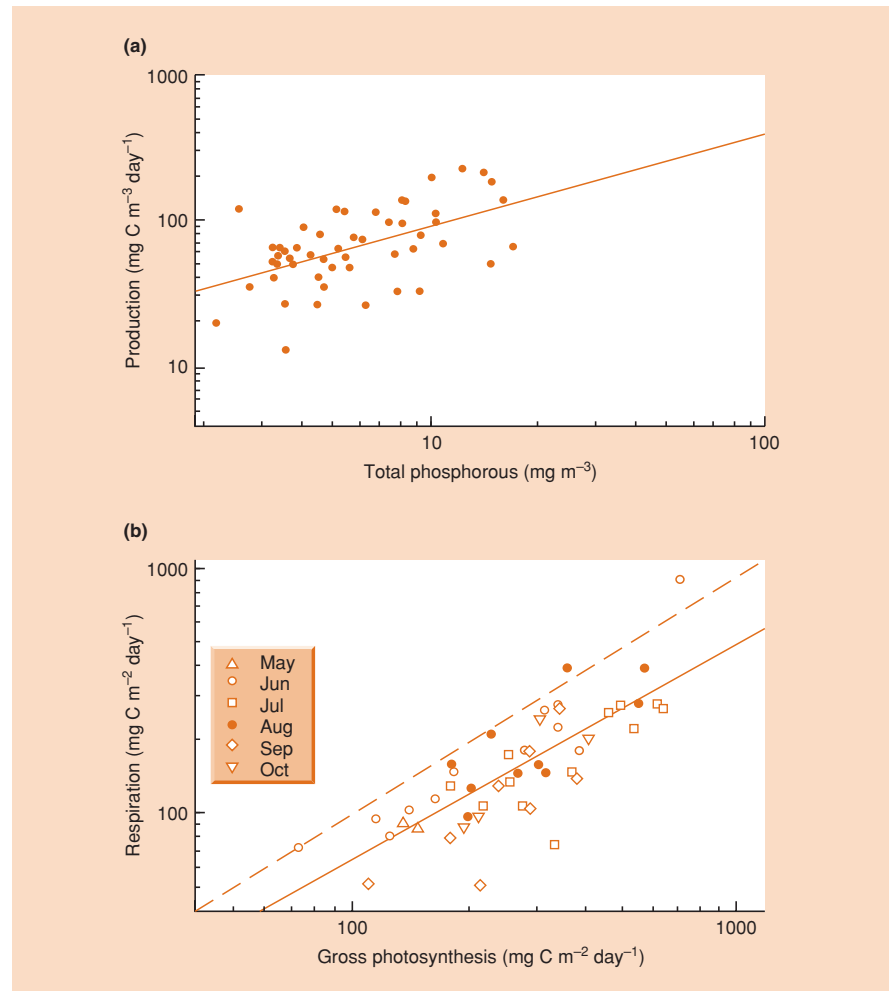 (a)
Production (mg C m⁻³ day⁻¹)
1000
100
10
10
100
Total phosphorous (mg m⁻³)
(b)
Respiration (mg C m⁻² day⁻¹)
1000
100
May
Jun
Jul
Aug
Sep
Oct
100
1000
Gross photosynthesis (mg C m⁻² day⁻¹)